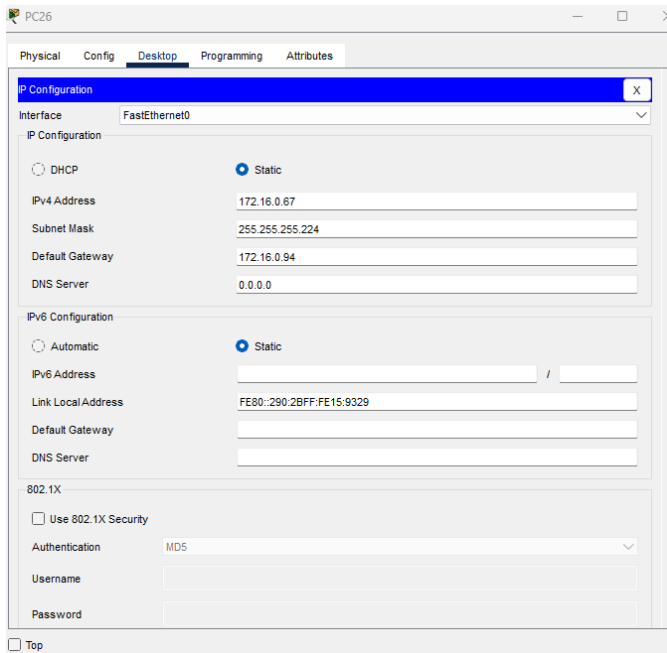 PC26
Physical Config Desktop Programming Attributes
IP Configuration X
Interface FastEthernet0
IP Configuration
DHCP Static
IPv4 Address 172.16.0.67
Subnet Mask 255.255.255.224
Default Gateway 172.16.0.94
DNS Server 0.0.0.0
IPv6 Configuration
Automatic Static
IPv6 Address /
Link Local Address FE80::290:2BFF:FE15:9329
Default Gateway
DNS Server
802.1X
Use 802.1X Security
Authentication MD5
Username
Password
Top